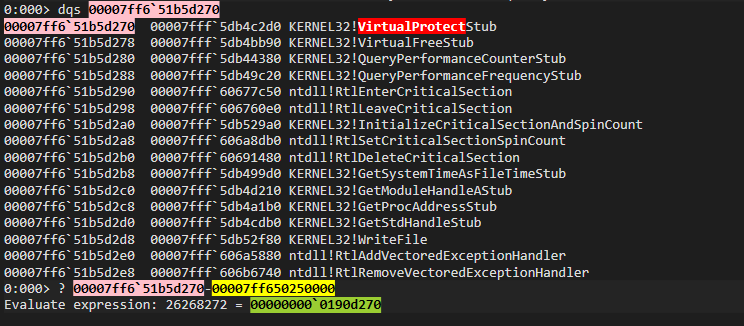 0:000> dqs 00007ff6`51b5d270
00007ff6`51b5d270  00007fff`5db4c2d0 KERNEL32!VirtualProtectStub
00007ff6`51b5d278  00007fff`5db4bb90 KERNEL32!VirtualFreeStub
00007ff6`51b5d280  00007fff`5db44380 KERNEL32!QueryPerformanceCounterStub
00007ff6`51b5d288  00007fff`5db49c20 KERNEL32!QueryPerformanceFrequencyStub
00007ff6`51b5d290  00007fff`60677c50 ntdll!RtlEnterCriticalSection
00007ff6`51b5d298  00007fff`606760e0 ntdll!RtlLeaveCriticalSection
00007ff6`51b5d2a0  00007fff`5db529a0 KERNEL32!InitializeCriticalSectionAndSpinCount
00007ff6`51b5d2a8  00007fff`606a8db0 ntdll!RtlSetCriticalSectionSpinCount
00007ff6`51b5d2b0  00007fff`60691480 ntdll!RtlDeleteCriticalSection
00007ff6`51b5d2b8  00007fff`5db499d0 KERNEL32!GetSystemTimeAsFileTimeStub
00007ff6`51b5d2c0  00007fff`5db4d210 KERNEL32!GetModuleHandleAStub
00007ff6`51b5d2c8  00007fff`5db4a1b0 KERNEL32!GetProcAddressStub
00007ff6`51b5d2d0  00007fff`5db4cdb0 KERNEL32!GetStdHandleStub
00007ff6`51b5d2d8  00007fff`5db52f80 KERNEL32!WriteFile
00007ff6`51b5d2e0  00007fff`606a5880 ntdll!RtlAddVectoredExceptionHandler
00007ff6`51b5d2e8  00007fff`606b6740 ntdll!RtlRemoveVectoredExceptionHandler
0:000> ? 00007ff6`51b5d270-00007ff650250000
Evaluate expression: 26268272 = 00000000`0190d270